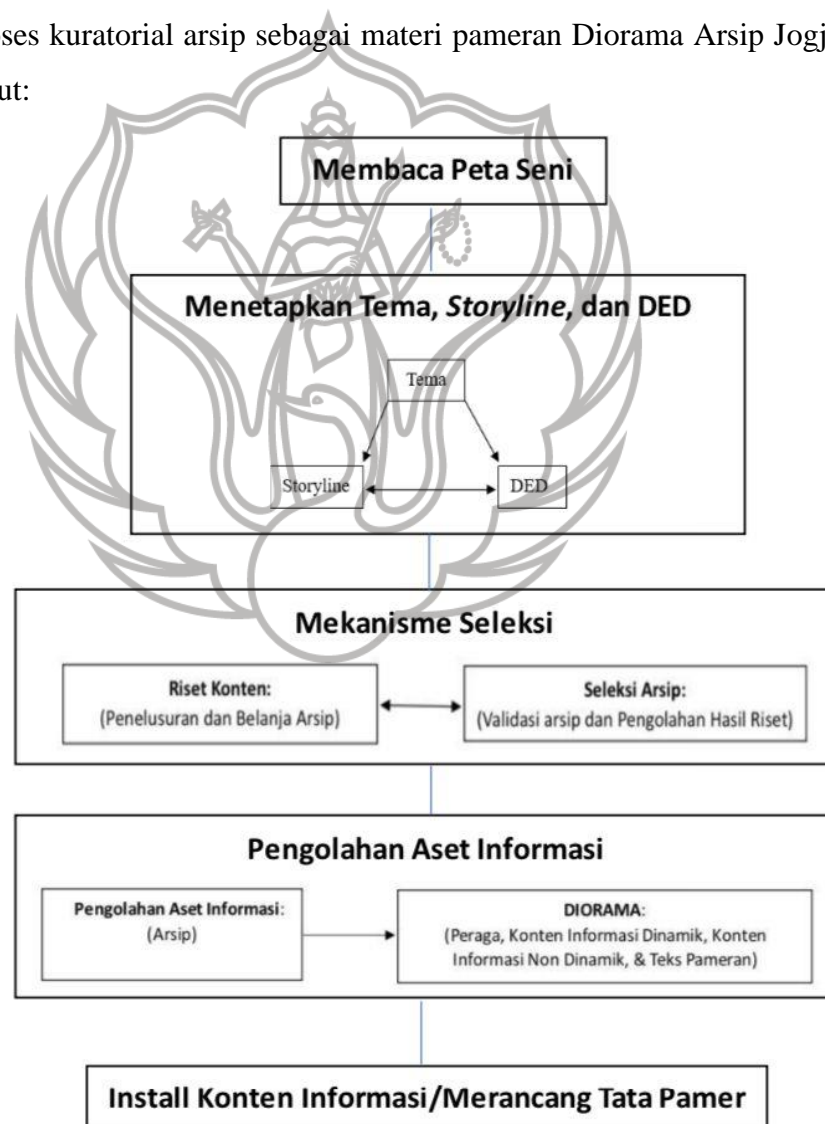 ses kuratorial arsip sebagai materi pameran Diorama Arsip Jogj
ut:
Membaca Peta Seni
Menetapkan Tema, Storyline, dan DED
Tema
Storyline
DED
Mekanisme Seleksi
Riset Konten:
(Penelusuran dan Belanja Arsip)
Seleksi Arsip:
(Validasi arsip dan Pengolahan Hasil Riset)
Pengolahan Aset Informasi
Pengolahan Aset Informasi:
(Arsip)
DIORAMA:
(Peraga, Konten Informasi Dinamik, Konten
Informasi Non Dinamik, & Teks Pameran)
Install Konten Informasi/Merancang Tata Pamer